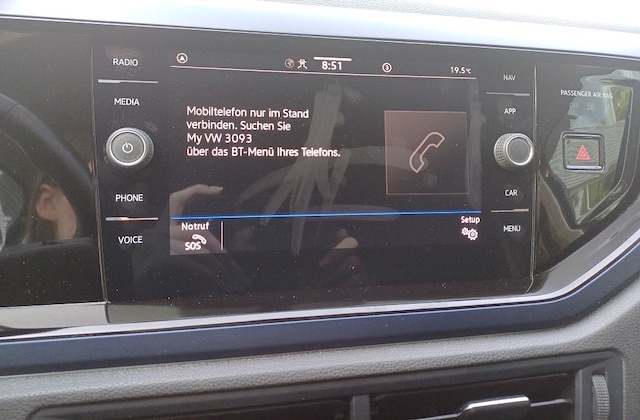 RADIO
MEDIA
PHONE
VOICE
8:51
19.5°C
Mobiltelefon nur im Stand
verbinden. Suchen Sie
My VW 3093
über das BT-Menü Ihres Telefons.
Notruf
SOS
Setup
NAV
APP
CAR
MENU
PASSENGER AIR BAG